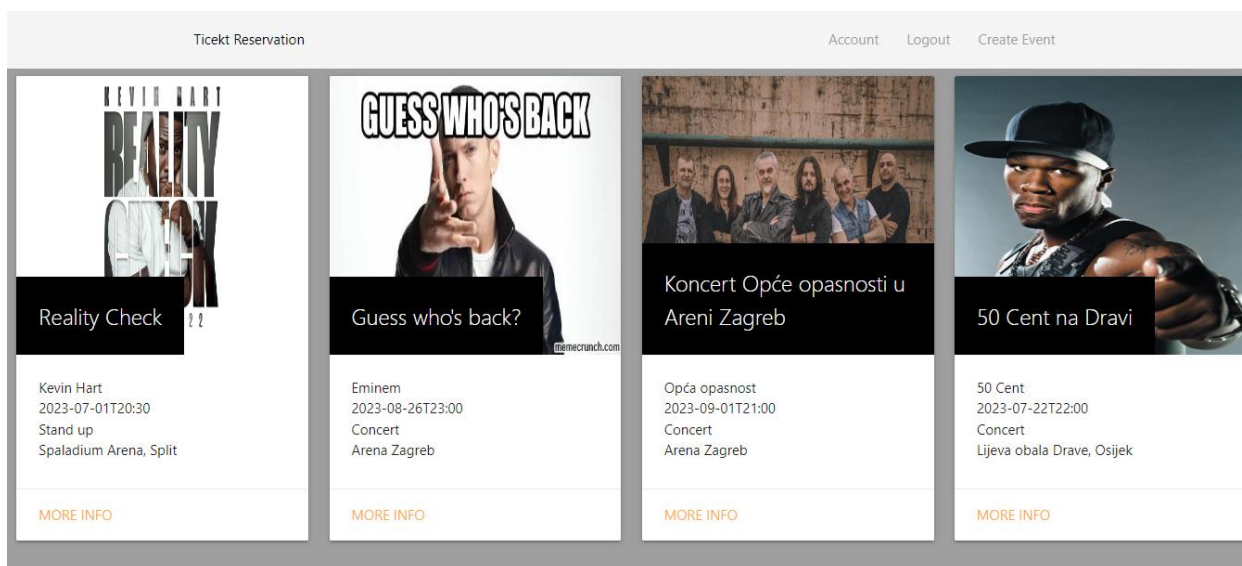 Ticekt Reservation
Account Logout Create Event
KEVIN HART
REALITY
CHECK
Reality Check
Kevin Hart
2023-07-01T20:30
Stand up
Spaladium Arena, Split
MORE INFO
GUESS WHO'S BACK
memecrunch.com
Guess who's back?
Eminem
2023-08-26T23:00
Concert
Arena Zagreb
MORE INFO
Koncert Opće opasnosti u
Areni Zagreb
Opća opasnost
2023-09-01T21:00
Concert
Arena Zagreb
MORE INFO
50 Cent na Dravi
50 Cent
2023-07-22T22:00
Concert
Lijeva obala Drave, Osijek
MORE INFO